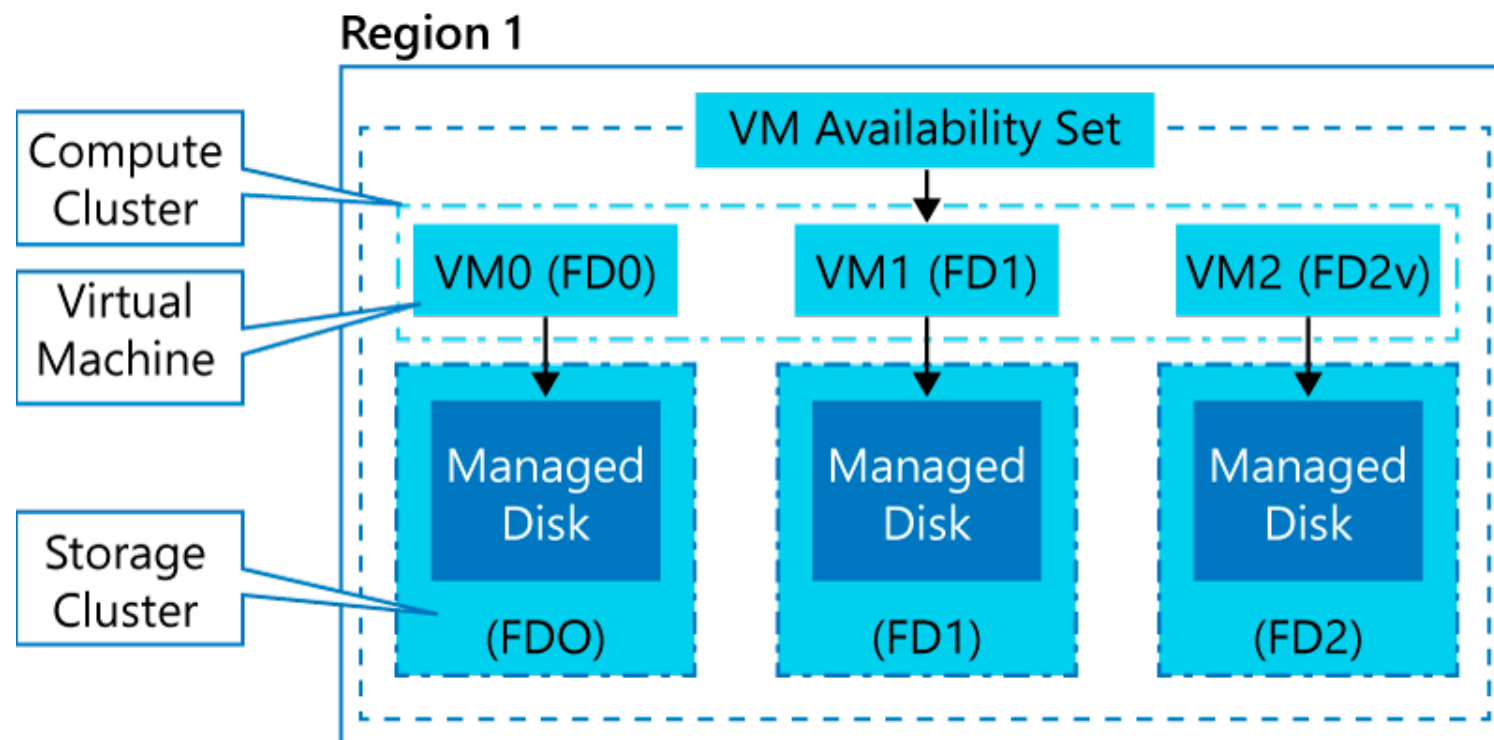 Region 1
VM Availability Set
Compute
Cluster
VM0 (FD0)
VM1 (FD1)
VM2 (FD2v)
Virtual
Machine
Managed
Disk
(FDO)
Managed
Disk
(FD1)
Managed
Disk
(FD2)
Storage
Cluster